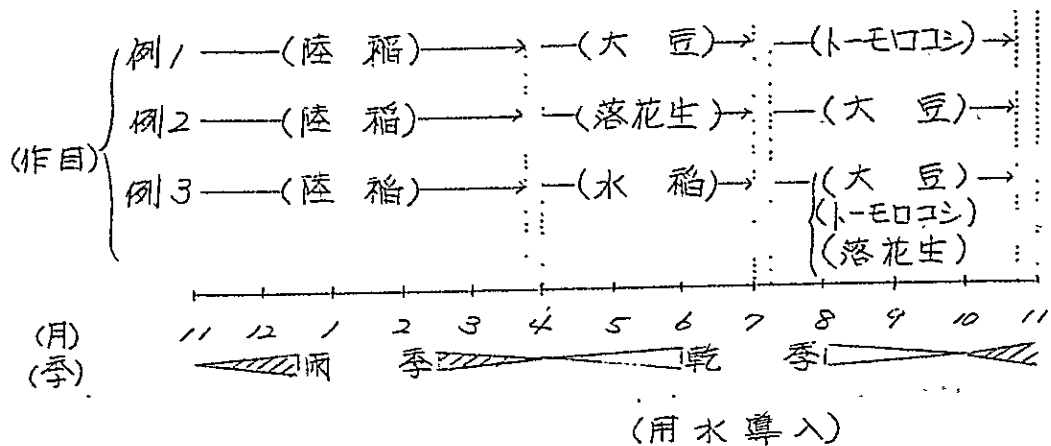 例1 (陸稲) (大豆) (トーモロコシ)
例2 (陸稲) (落花生) (大豆)
(作目)
例3 (陸稲) (水稲) (大豆)
(トーモロコシ)
(落花生)
(月) 11 12 1 2 3 4 5 6 7 8 9 10 11
(季) 雨季 乾季
(用水導入)